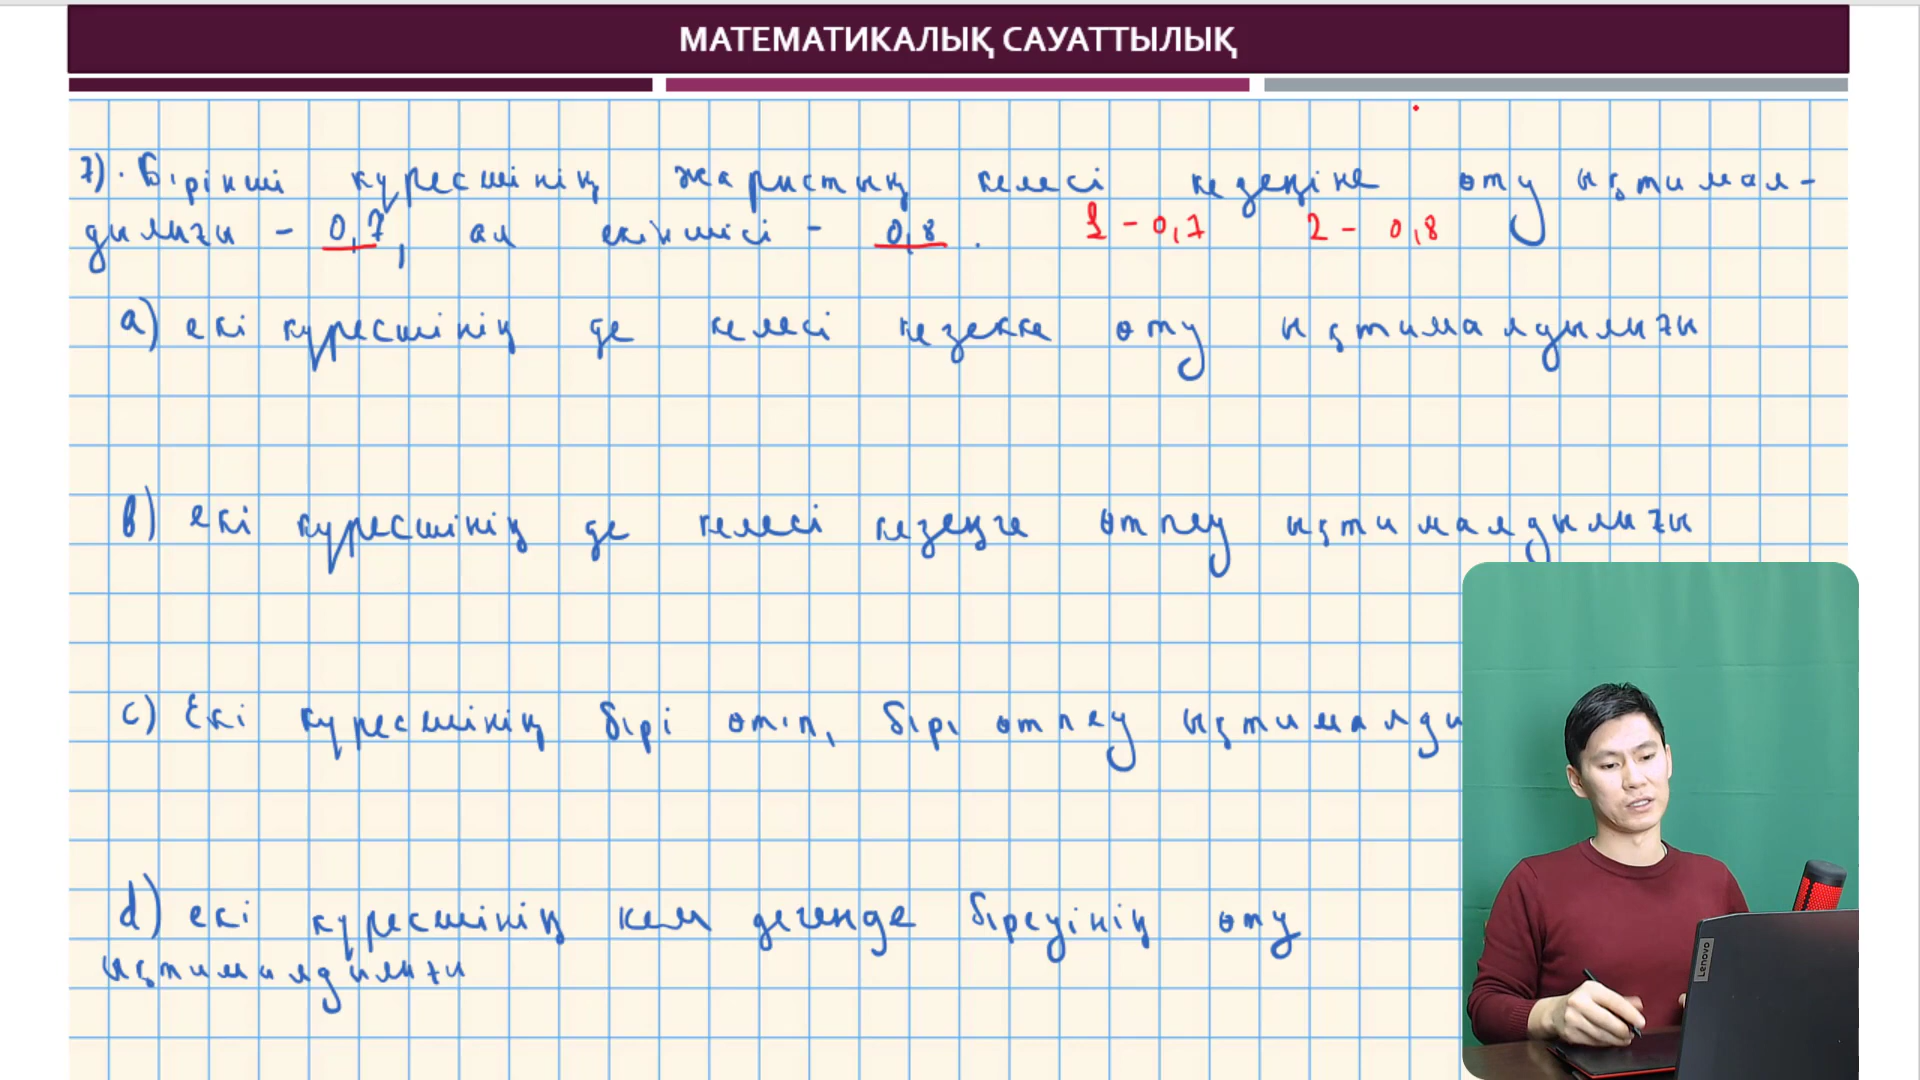 МАТЕМАТИКАЛЫҚ САУАТТЫЛЫҚ
7). Бірінші күресшінің жарыстың келесі кезеңіне өту ықтимал-
дылығы - 0,7, ал екіншісі - 0,8. 1 - 0,7 2 - 0,8
a) екі күресшінің де келесі кезекке өту ықтималдылығы
b) екі күресшінің де келесі кезеңге өтпеу ықтималдылығы
c) Екі күресшінің бірі өтіп, бірі өтпеу
d) екі күресшінің кем дегенде біреуінің өту
ықтималдылығы
Lenovo